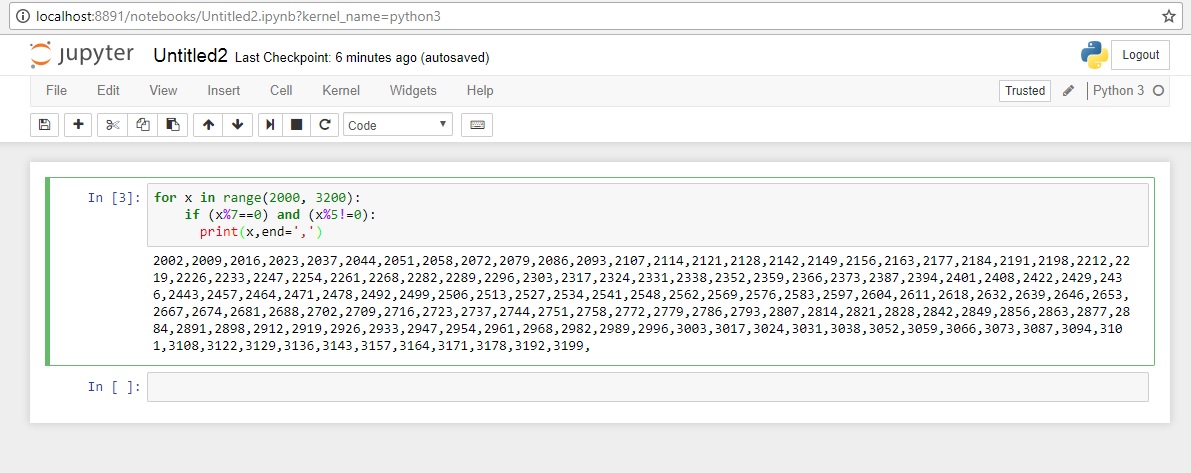 localhost:8891/notebooks/Untitled2.ipynb?kernel_name=python3
jupyter Untitled2 Last Checkpoint: 6 minutes ago (autosaved) Logout
File Edit View Insert Cell Kernel Widgets Help Trusted Python 3
Code
In [3]: for x in range(2000, 3200):
if (x%7==0) and (x%5!=0):
print(x,end=',')
2002,2009,2016,2023,2037,2044,2051,2058,2072,2079,2086,2093,2107,2114,2121,2128,2142,2149,2156,2163,2177,2184,2191,2198,2212,22
19,2226,2233,2247,2254,2261,2268,2282,2289,2296,2303,2317,2324,2331,2338,2352,2359,2366,2373,2387,2394,2401,2408,2422,2429,243
6,2443,2457,2464,2471,2478,2492,2499,2506,2513,2527,2534,2541,2548,2562,2569,2576,2583,2597,2604,2611,2618,2632,2639,2646,2653,
2667,2674,2681,2688,2702,2709,2716,2723,2737,2744,2751,2758,2772,2779,2786,2793,2807,2814,2821,2828,2842,2849,2856,2863,2877,28
84,2891,2898,2912,2919,2926,2933,2947,2954,2961,2968,2982,2989,2996,3003,3017,3024,3031,3038,3052,3059,3066,3073,3087,3094,310
1,3108,3122,3129,3136,3143,3157,3164,3171,3178,3192,3199,
In [ ]: